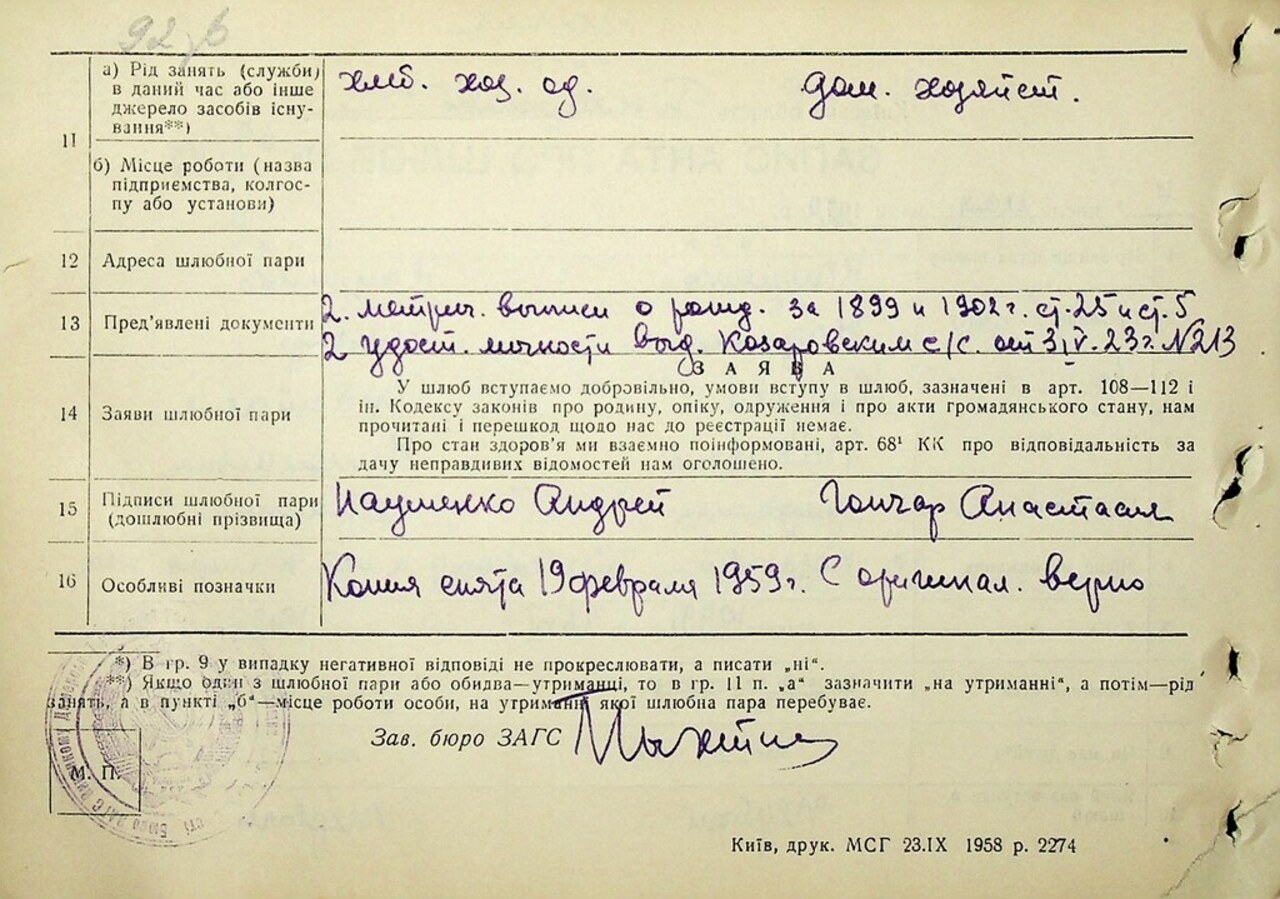 92 зв
11
а) Рід занять (служби) в даний час або інше джерело засобів існування**)
хліб. хоз. од.
дом. хозяйст.
б) Місце роботи (назва підприємства, колгоспу або установи)
12
Адреса шлюбної пари
13
Пред’явлені документи
2. метрич. выписи о рожд. за 1899 и 1902 г. ст. 25 и ст. 5
2 удост. личности выд. Козаровским с/с. от 3/V. 23 г. №213
ЗАЯВА
14
Заяви шлюбної пари
У шлюб вступаємо добровільно, умови вступу в шлюб, зазначені в арт. 108—112 і
ін. Кодексу законів про родину, опіку, одруження і про акти громадянського стану, нам
прочитані і перешкод щодо нас до реєстрації немає.
Про стан здоров’я ми взаємно поінформовані, арт. 68¹ КК про відповідальність за
дачу неправдивих відомостей нам оголошено.
15
Підписи шлюбної пари
(дошлюбні прізвища)
Науменко Андрей
Гончар Анастасия
16
Особливі позначки
Копия снята 19 февраля 1959 г. С оригинал. верно
*) В гр. 9 у випадку негативної відповіді не прокреслювати, а писати „ні“.
**) Якщо один з шлюбної пари або обидва—утриманці, то в гр. 11 п. „а“ зазначити „на утриманні“, а потім—рід
занять, а в пункті „б“—місце роботи особи, на утриманні якої шлюбна пара перебуває.
Зав. бюро ЗАГС
М. П.
Київ, друк. МСГ 23.IX 1958 р. 2274